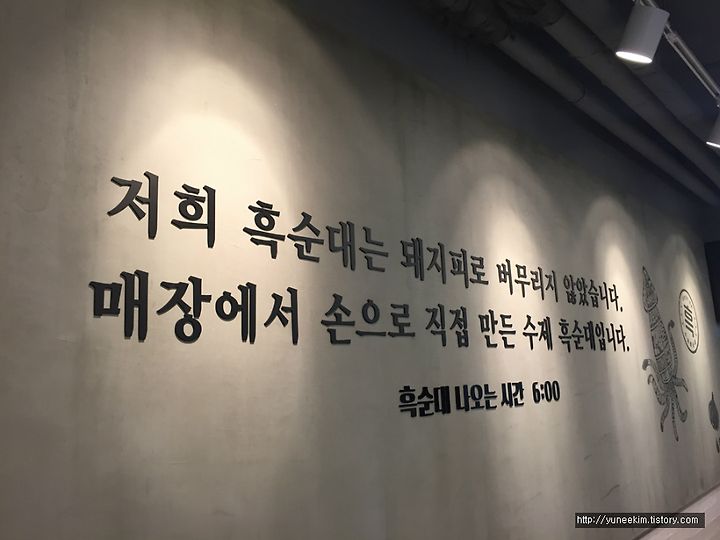 저희 흑순대는 돼지피로 버무리지 않았습니다.
매장에서 손으로 직접 만든 수제 흑순대입니다.
흑순대 나오는 시간 6:00
http://yuneekim.tistory.com